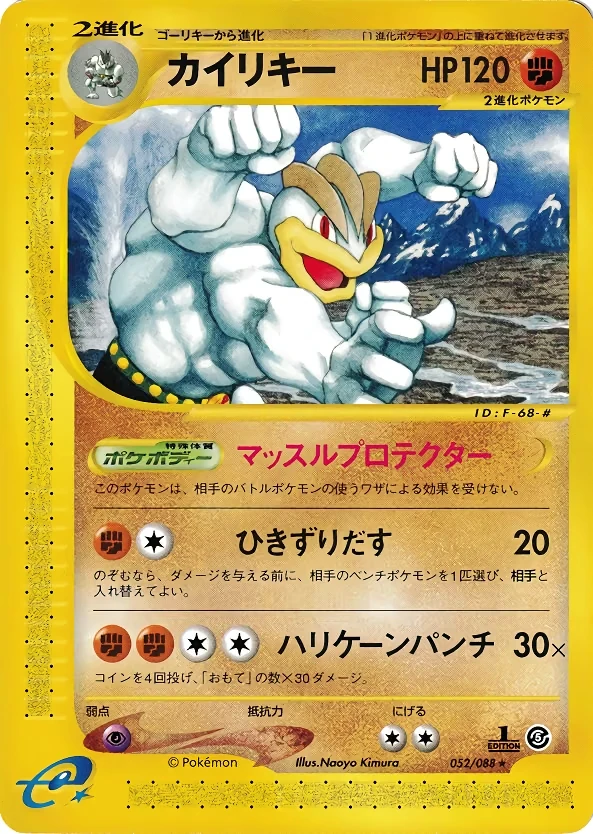 2進化 ゴーリキーから進化 「1進化ポケモン」の上に重ねて進化させます。
カイリキー HP120
2進化ポケモン
ID:F-68-#
特殊体質
ポケボディー マッスルプロテクター
このポケモンは、相手のバトルポケモンの使うワザによる効果を受けない。
ひきずりだす 20
のぞむなら、ダメージを与える前に、相手のベンチポケモンを1匹選び、相手と
入れ替えてよい。
ハリケーンパンチ 30×
コインを4回投げ、「おもて」の数×30ダメージ。
弱点 抵抗力 にげる
1
EDITION
5
© Pokémon Illus.Naoyo Kimura 052/088★
e